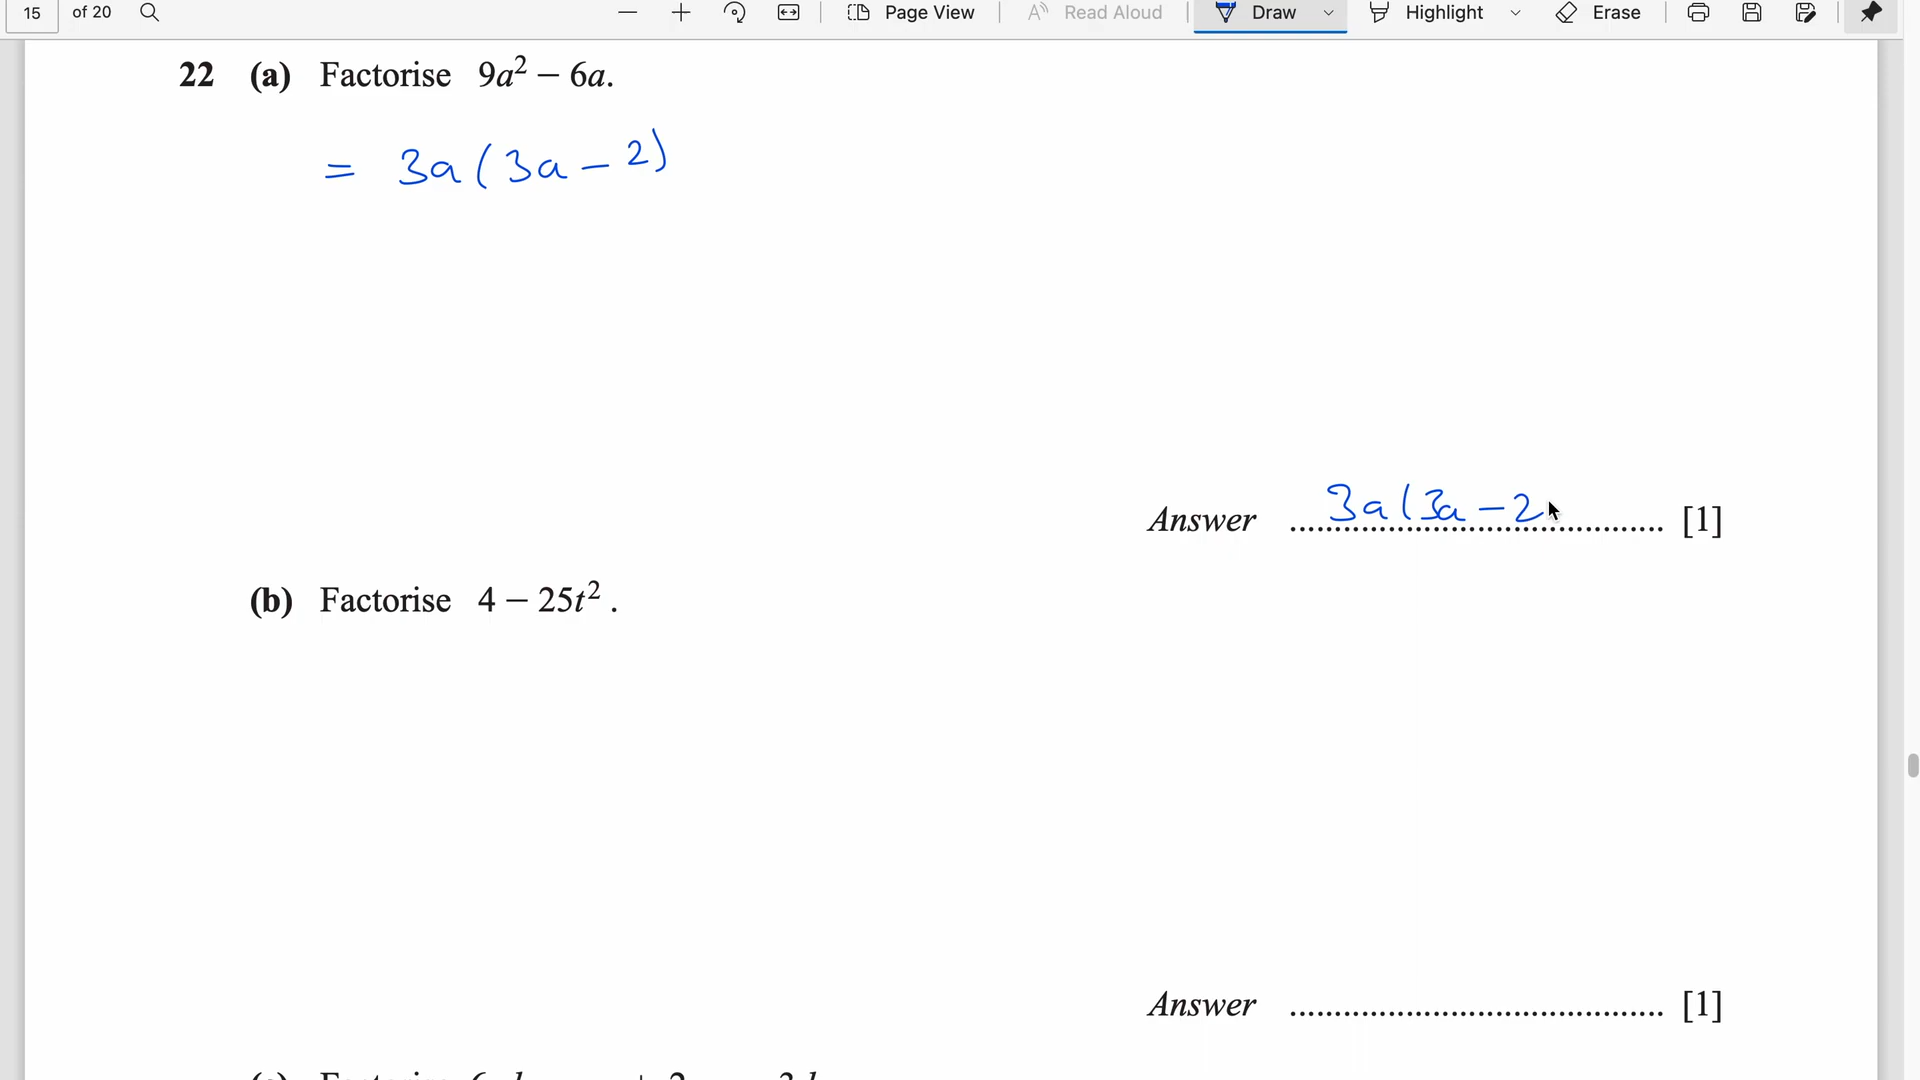 15 of 20 Page View Read Aloud Draw Highlight Erase
22 (a) Factorise 9a² – 6a.
= 3a(3a – 2)
Answer ........................................ [1]
3a(3a – 2
(b) Factorise 4 – 25t² .
Answer ........................................ [1]